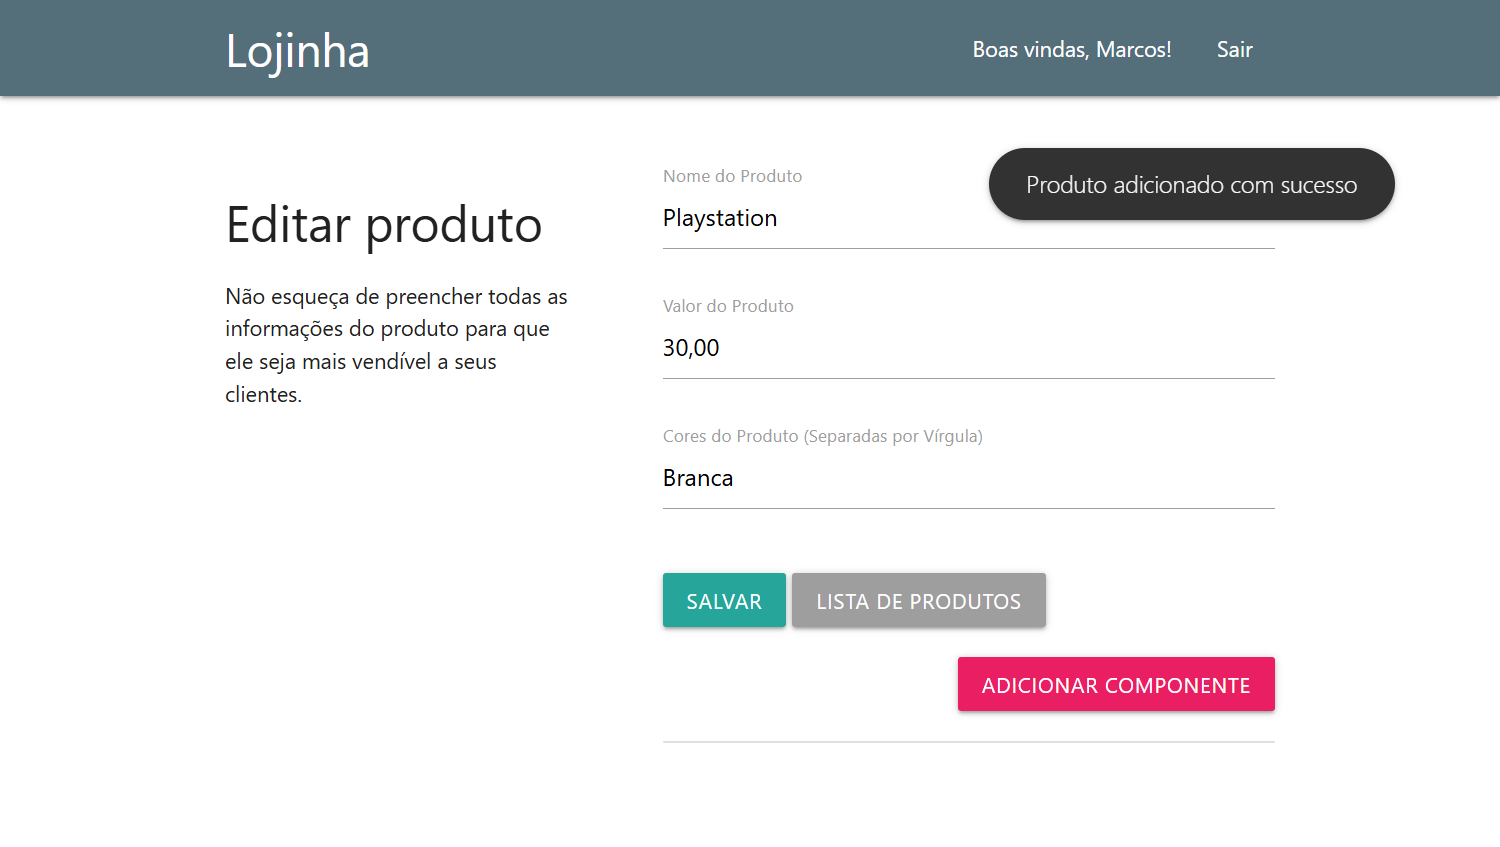 Lojinha
Boas vindas, Marcos!
Sair
Produto adicionado com sucesso
Editar produto
Não esqueça de preencher todas as
informações do produto para que
ele seja mais vendível a seus
clientes.
Nome do Produto
Playstation
Valor do Produto
30,00
Cores do Produto (Separadas por Vírgula)
Branca
SALVAR
LISTA DE PRODUTOS
ADICIONAR COMPONENTE